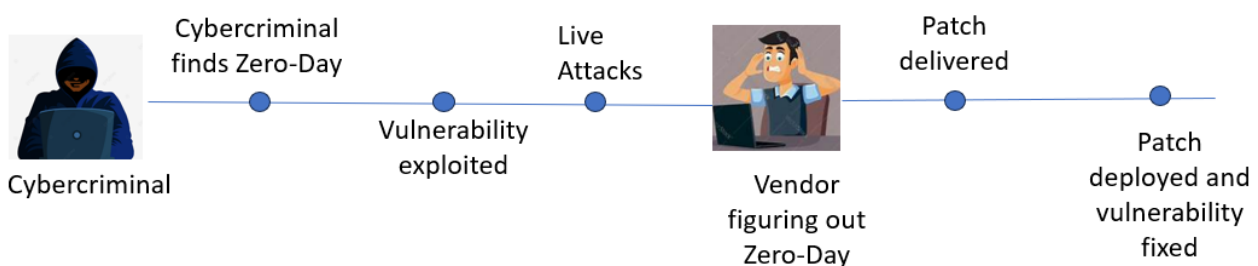 Cybercriminal
Cybercriminal
finds Zero-Day
Vulnerability
exploited
Live
Attacks
Vendor
figuring out
Zero-Day
Patch
delivered
Patch
deployed and
vulnerability
fixed